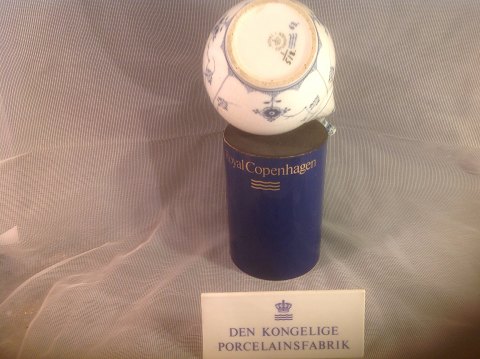 Royal Copenhagen
DEN KONGELIGE
PORCELAINSFABRIK